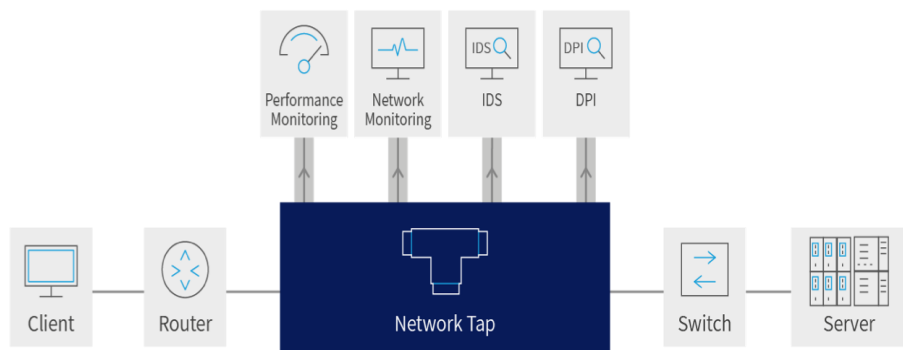 IDS
DPI
Performance
Monitoring
Network
Monitoring
IDS
DPI
Client
Router
Network Tap
Switch
Server